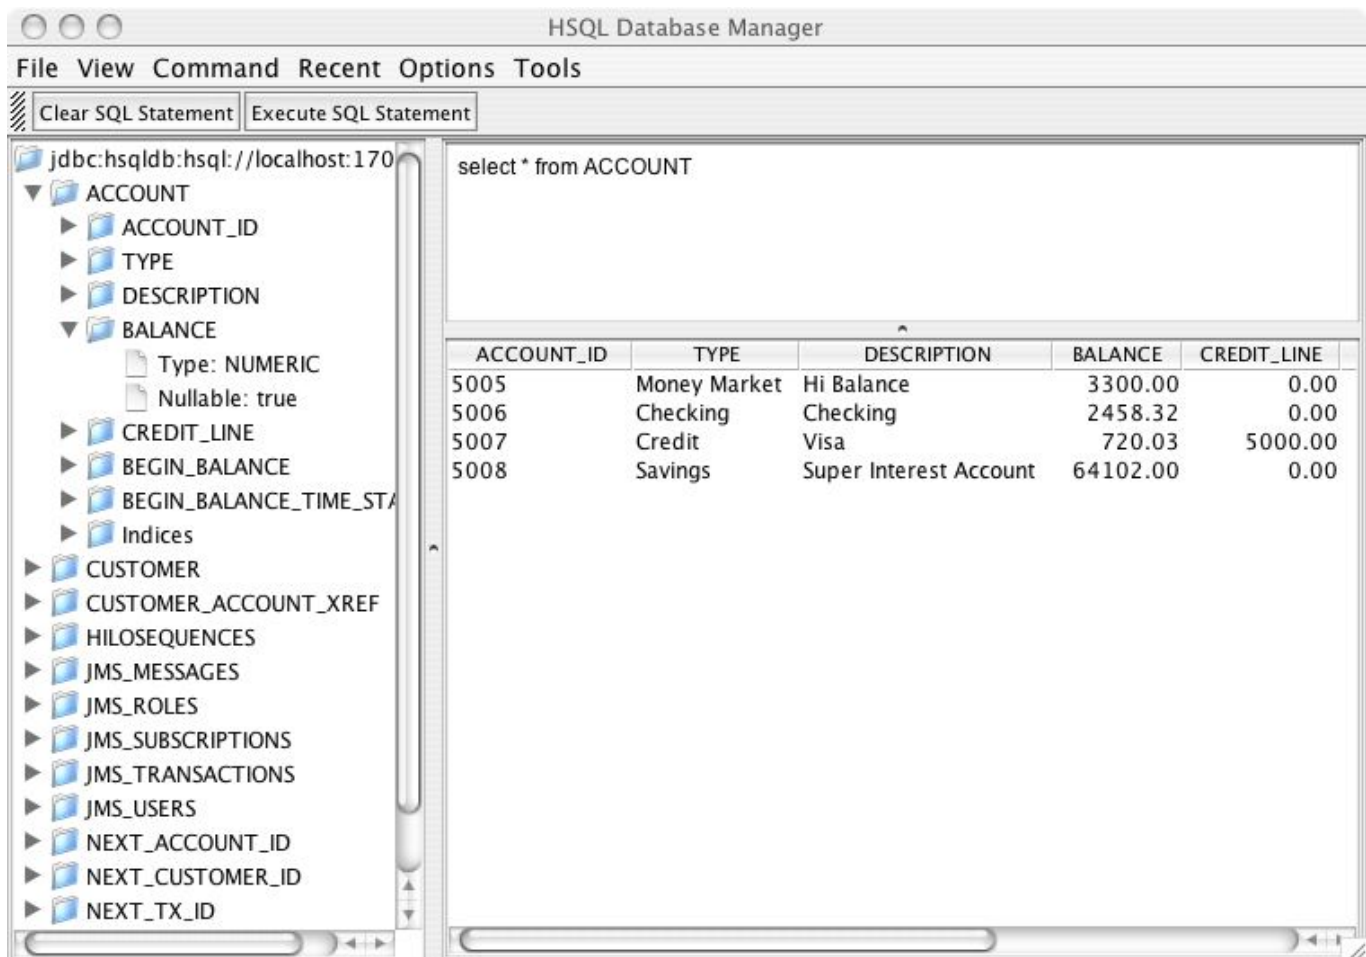 HSQL Database Manager
File View Command Recent Options Tools
Clear SQL Statement Execute SQL Statement
jdbc:hsqldb:hsql://localhost:170
ACCOUNT
ACCOUNT_ID
TYPE
DESCRIPTION
BALANCE
Type: NUMERIC
Nullable: true
CREDIT_LINE
BEGIN_BALANCE
BEGIN_BALANCE_TIME_STA
Indices
CUSTOMER
CUSTOMER_ACCOUNT_XREF
HILOSEQUENCES
JMS_MESSAGES
JMS_ROLES
JMS_SUBSCRIPTIONS
JMS_TRANSACTIONS
JMS_USERS
NEXT_ACCOUNT_ID
NEXT_CUSTOMER_ID
NEXT_TX_ID
select * from ACCOUNT
ACCOUNT_ID TYPE DESCRIPTION BALANCE CREDIT_LINE
5005 Money Market Hi Balance 3300.00 0.00
5006 Checking Checking 2458.32 0.00
5007 Credit Visa 720.03 5000.00
5008 Savings Super Interest Account 64102.00 0.00